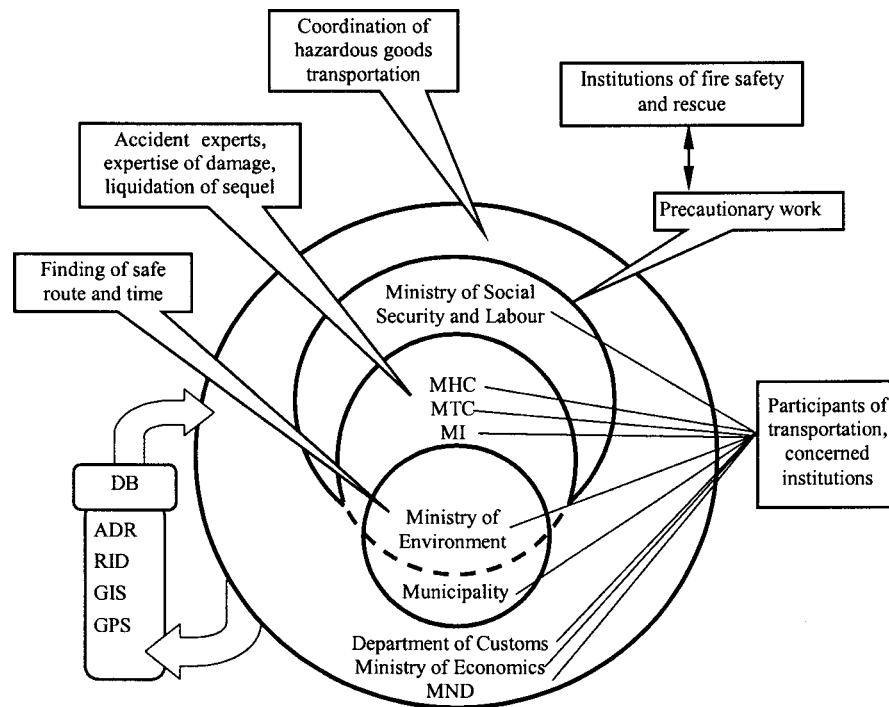 Coordination of
hazardous goods
transportation
Institutions of fire safety
and rescue
Accident experts,
expertise of damage,
liquidation of sequel
Precautionary work
Finding of safe
route and time
Ministry of Social
Security and Labour
MHC
MTC
MI
Participants of
transportation,
concerned
institutions
DB
ADR
RID
GIS
GPS
Ministry of
Environment
Municipality
Department of Customs
Ministry of Economics
MND